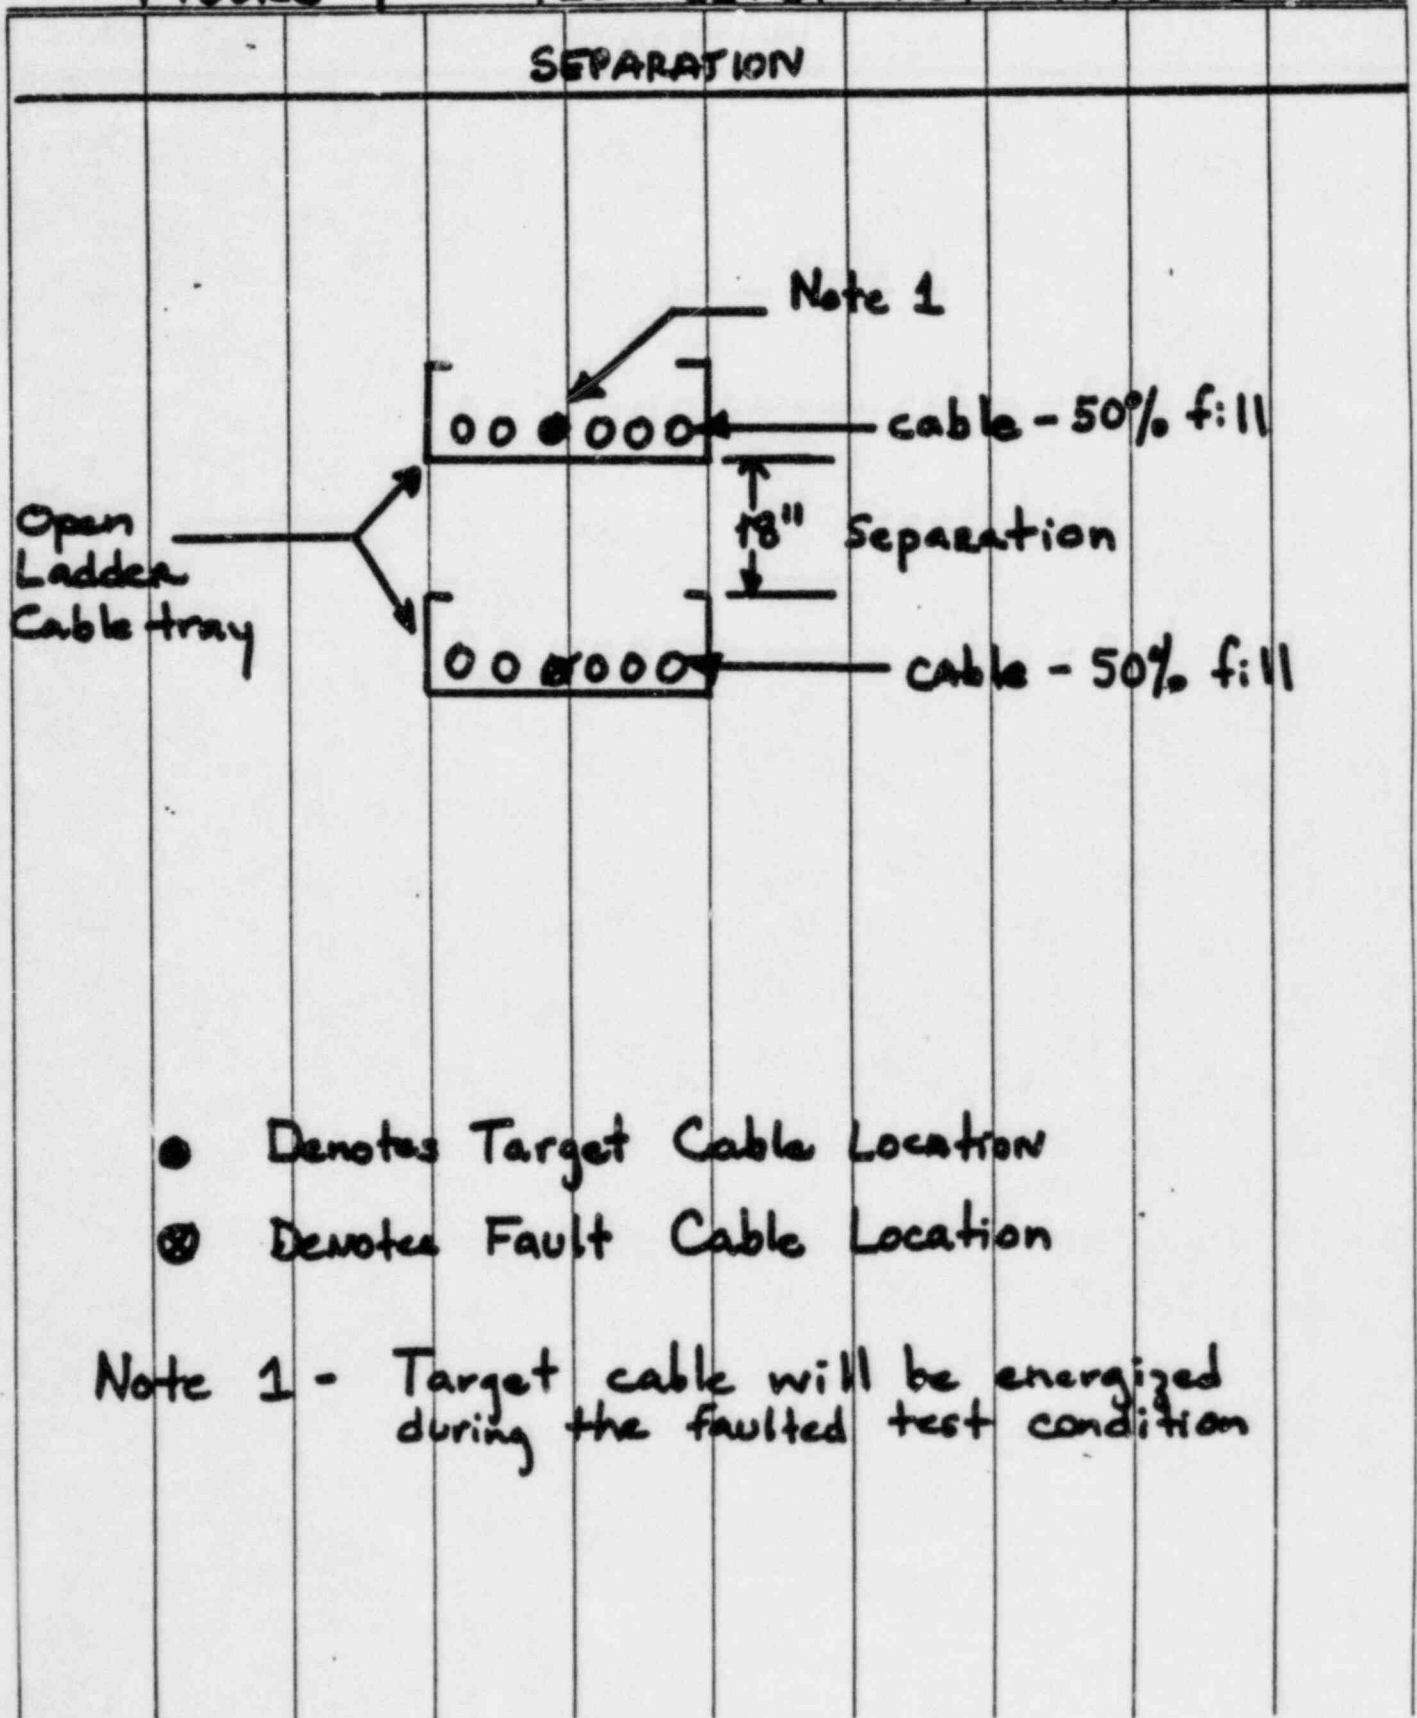 SEPARATION
Note 1
cable - 50% fill
18" Separation
Open
Ladder
Cable tray
cable - 50% fill
Denotes Target Cable Location
Denotes Fault Cable Location
Note 1 - Target cable will be energized
during the faulted test condition